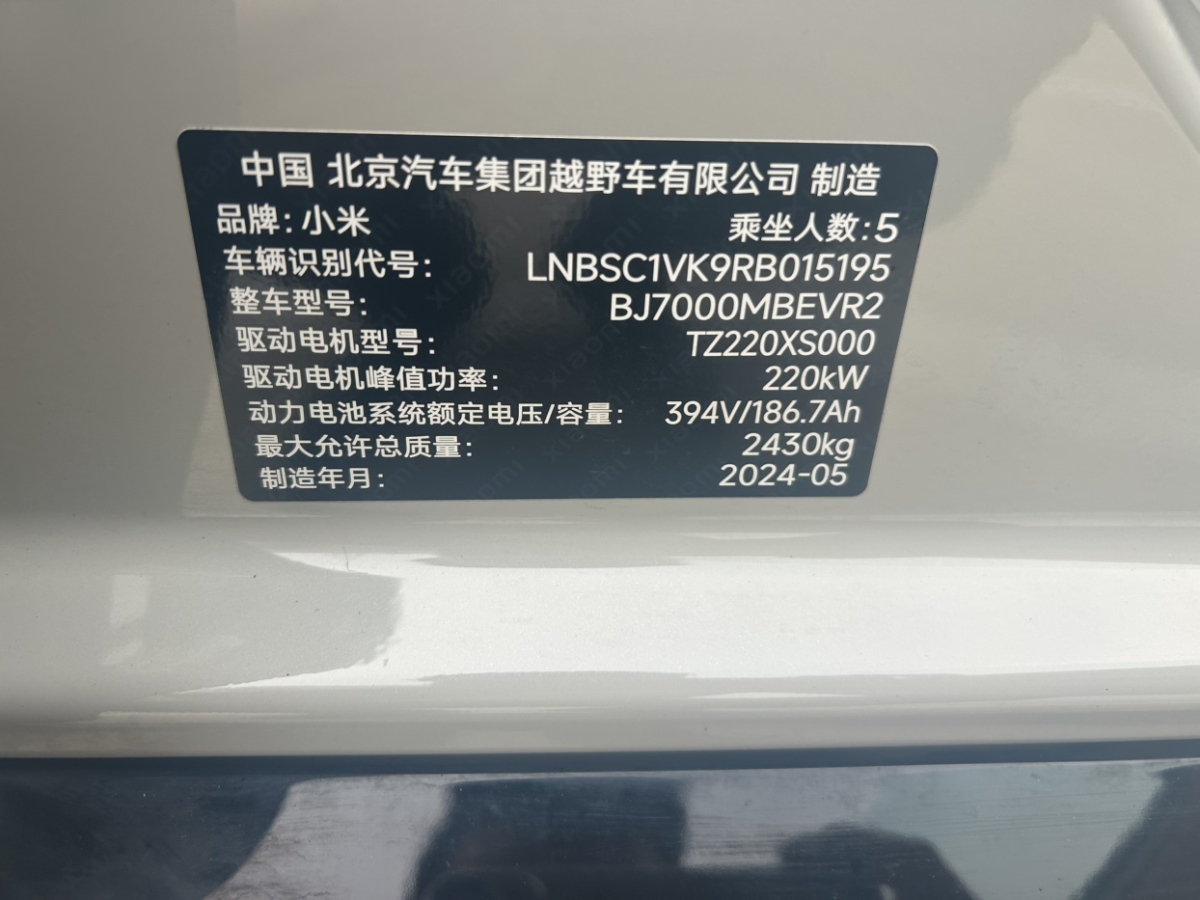 中国 北京汽车集团越野车有限公司 制造
品牌：小米 乘坐人数：5
车辆识别代号： LNBSC1VK9RB015195
整车型号： BJ7000MBEVR2
驱动电机型号： TZ220XS000
驱动电机峰值功率： 220kW
动力电池系统额定电压/容量： 394V/186.7Ah
最大允许总质量： 2430kg
制造年月： 2024-05